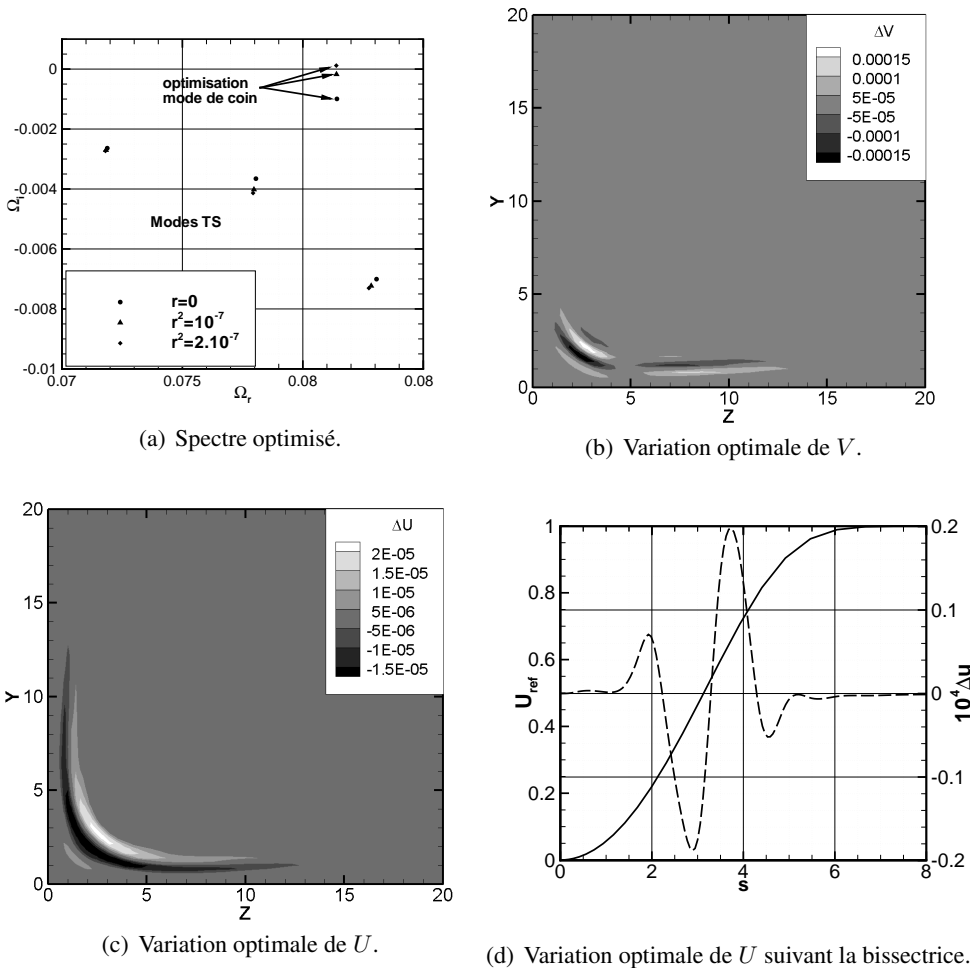 0
-0.002
-0.004
-0.006
-0.008
-0.01
Ωi
optimisation
mode de coin
Modes TS
r=0
r²=10⁻⁷
r²=2.10⁻⁷
0.07 0.075 0.08 0.08
Ωr
(a) Spectre optimisé.
20
15
10
5
0
Y
ΔV
0.00015
0.0001
5E-05
-5E-05
-0.0001
-0.00015
0 5 10 15 20
Z
(b) Variation optimale de V.
20
15
10
5
0
Y
ΔU
2E-05
1.5E-05
1E-05
5E-06
-5E-06
-1E-05
-1.5E-05
0 5 10 15 20
Z
(c) Variation optimale de U.
1
0.8
0.6
0.4
0.2
0
U_ref
0.2
0.1
0
-0.1
-0.2
10⁴Δu
0 2 4 6 8
s
(d) Variation optimale de U suivant la bissectrice.